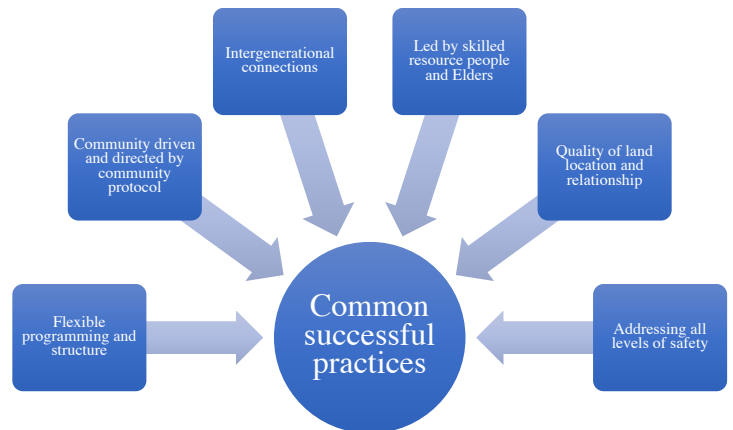 Intergenerational
connections
Led by skilled
resource people
and Elders
Community driven
and directed by
community
protocol
Quality of land
location and
relationship
Flexible
programming and
structure
Common
successful
practices
Addressing all
levels of safety